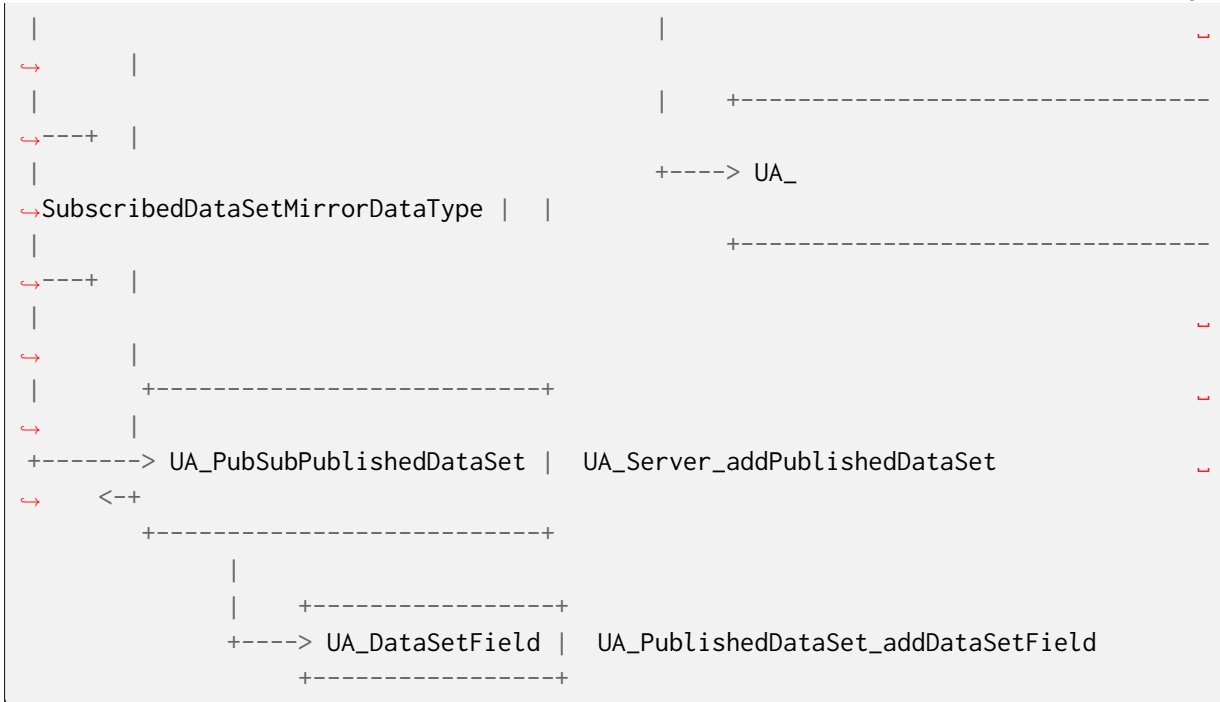 |                                            |                                      ␣
↪       |
|                                            |    +---------------------------------
↪---+  |
|                                            +----> UA_
↪SubscribedDataSetMirrorDataType |  |
|                                                 +---------------------------------
↪---+  |
|                                                                                   ␣
↪       |
|       +---------------------------+                                               ␣
↪       |
+-------> UA_PubSubPublishedDataSet |  UA_Server_addPublishedDataSet                ␣
↪     <-+
        +---------------------------+
              |
              |    +-----------------+
              +----> UA_DataSetField |  UA_PublishedDataSet_addDataSetField
                   +-----------------+